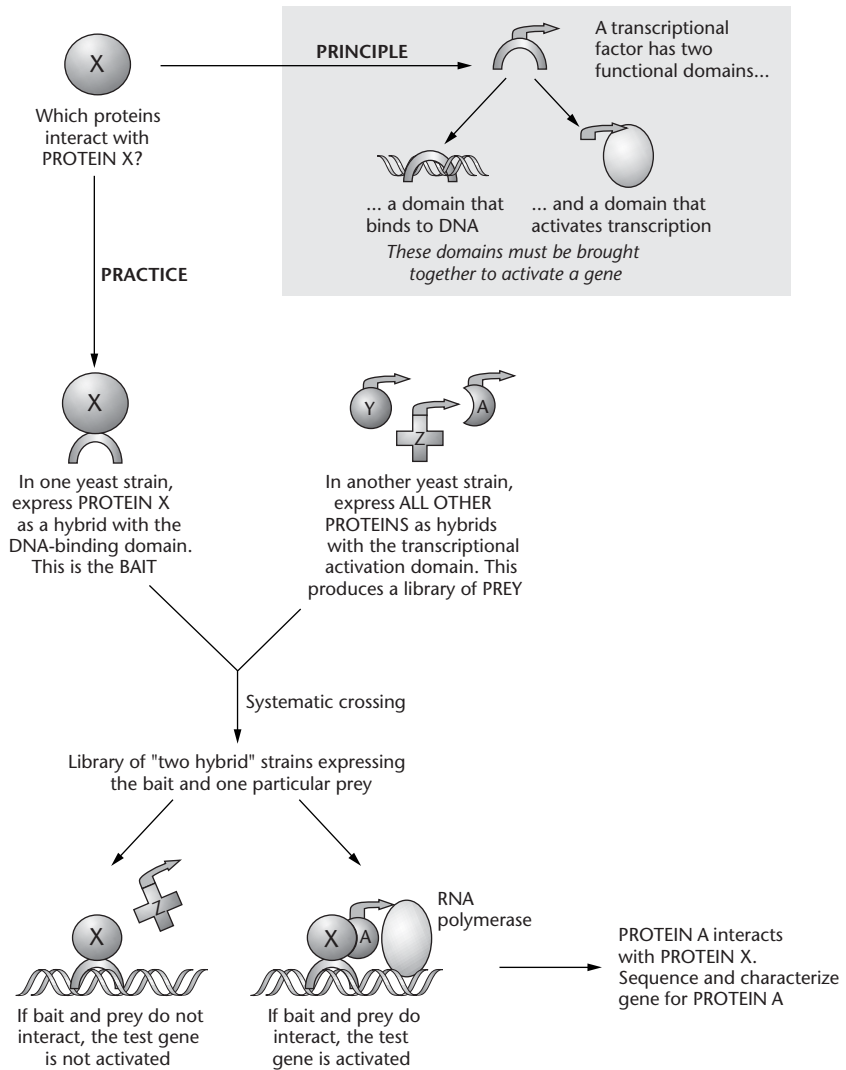 X
Which proteins
interact with
PROTEIN X?
PRINCIPLE
A transcriptional
factor has two
functional domains...
... a domain that
binds to DNA
... and a domain that
activates transcription
These domains must be brought
together to activate a gene
PRACTICE
X
In one yeast strain,
express PROTEIN X
as a hybrid with the
DNA-binding domain.
This is the BAIT
Y
Z
A
In another yeast strain,
express ALL OTHER
PROTEINS as hybrids
with the transcriptional
activation domain. This
produces a library of PREY
Systematic crossing
Library of "two hybrid" strains expressing
the bait and one particular prey
Z
X
If bait and prey do not
interact, the test gene
is not activated
X
A
RNA
polymerase
If bait and prey do
interact, the test
gene is activated
PROTEIN A interacts
with PROTEIN X.
Sequence and characterize
gene for PROTEIN A